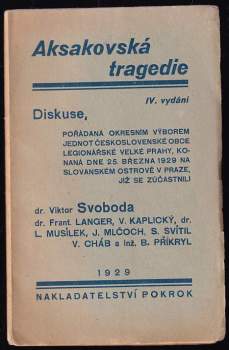 Aksakovská
tragedie
IV. vydání
Diskuse,
POŘÁDANÁ OKRESNÍM VÝBOREM
JEDNOT ČESKOSLOVENSKÉ OBCE
LEGIONÁŘSKÉ VELKÉ PRAHY, KO-
NANÁ DNE 25. BŘEZNA 1929 NA
SLOVANSKÉM OSTROVĚ V PRAZE,
JIŽ SE ZÚČASTNILI
dr. Viktor Svoboda
dr. Frant. LANGER, V. KAPLICKÝ, dr.
L. MUSÍLEK, J. MLČOCH, S. SVÍTIL
V. CHÁB a Inž. B. PŘIKRYL
1929
NAKLADATELSTVÍ POKROK